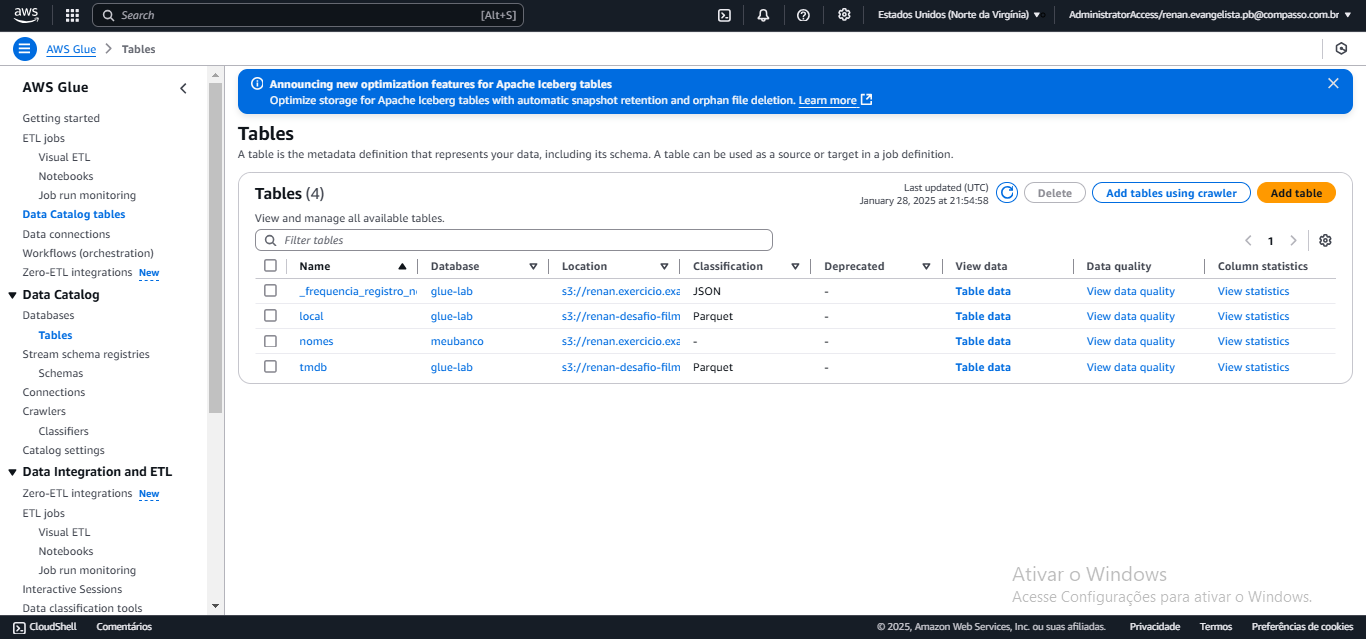 aws
Search
[Alt+S]
Estados Unidos (Norte da Virgínia)
AdministratorAccess/renan.evangelista.pb@compasso.com.br
AWS Glue
Tables
AWS Glue
Getting started
ETL jobs
Visual ETL
Notebooks
Job run monitoring
Data Catalog tables
Data connections
Workflows (orchestration)
Zero-ETL integrations New
Data Catalog
Databases
Tables
Stream schema registries
Schemas
Connections
Crawlers
Classifiers
Catalog settings
Data Integration and ETL
Zero-ETL integrations New
ETL jobs
Visual ETL
Notebooks
Job run monitoring
Interactive Sessions
Data classification tools
Announcing new optimization features for Apache Iceberg tables
Optimize storage for Apache Iceberg tables with automatic snapshot retention and orphan file deletion. Learn more
Tables
A table is the metadata definition that represents your data, including its schema. A table can be used as a source or target in a job definition.
Tables (4)
Last updated (UTC)
January 28, 2025 at 21:54:58
Delete
Add tables using crawler
Add table
View and manage all available tables.
Filter tables
1
Name Database Location Classification Deprecated View data Data quality Column statistics
_frequencia_registro_n glue-lab s3://renan.exercicio.exa JSON - Table data View data quality View statistics
local glue-lab s3://renan-desafio-film Parquet - Table data View data quality View statistics
nomes meubanco s3://renan.exercicio.exa - - Table data View data quality View statistics
tmdb glue-lab s3://renan-desafio-film Parquet - Table data View data quality View statistics
Ativar o Windows
Acesse Configurações para ativar o Windows.
CloudShell
Comentários
© 2025, Amazon Web Services, Inc. ou suas afiliadas.
Privacidade
Termos
Preferências de cookies